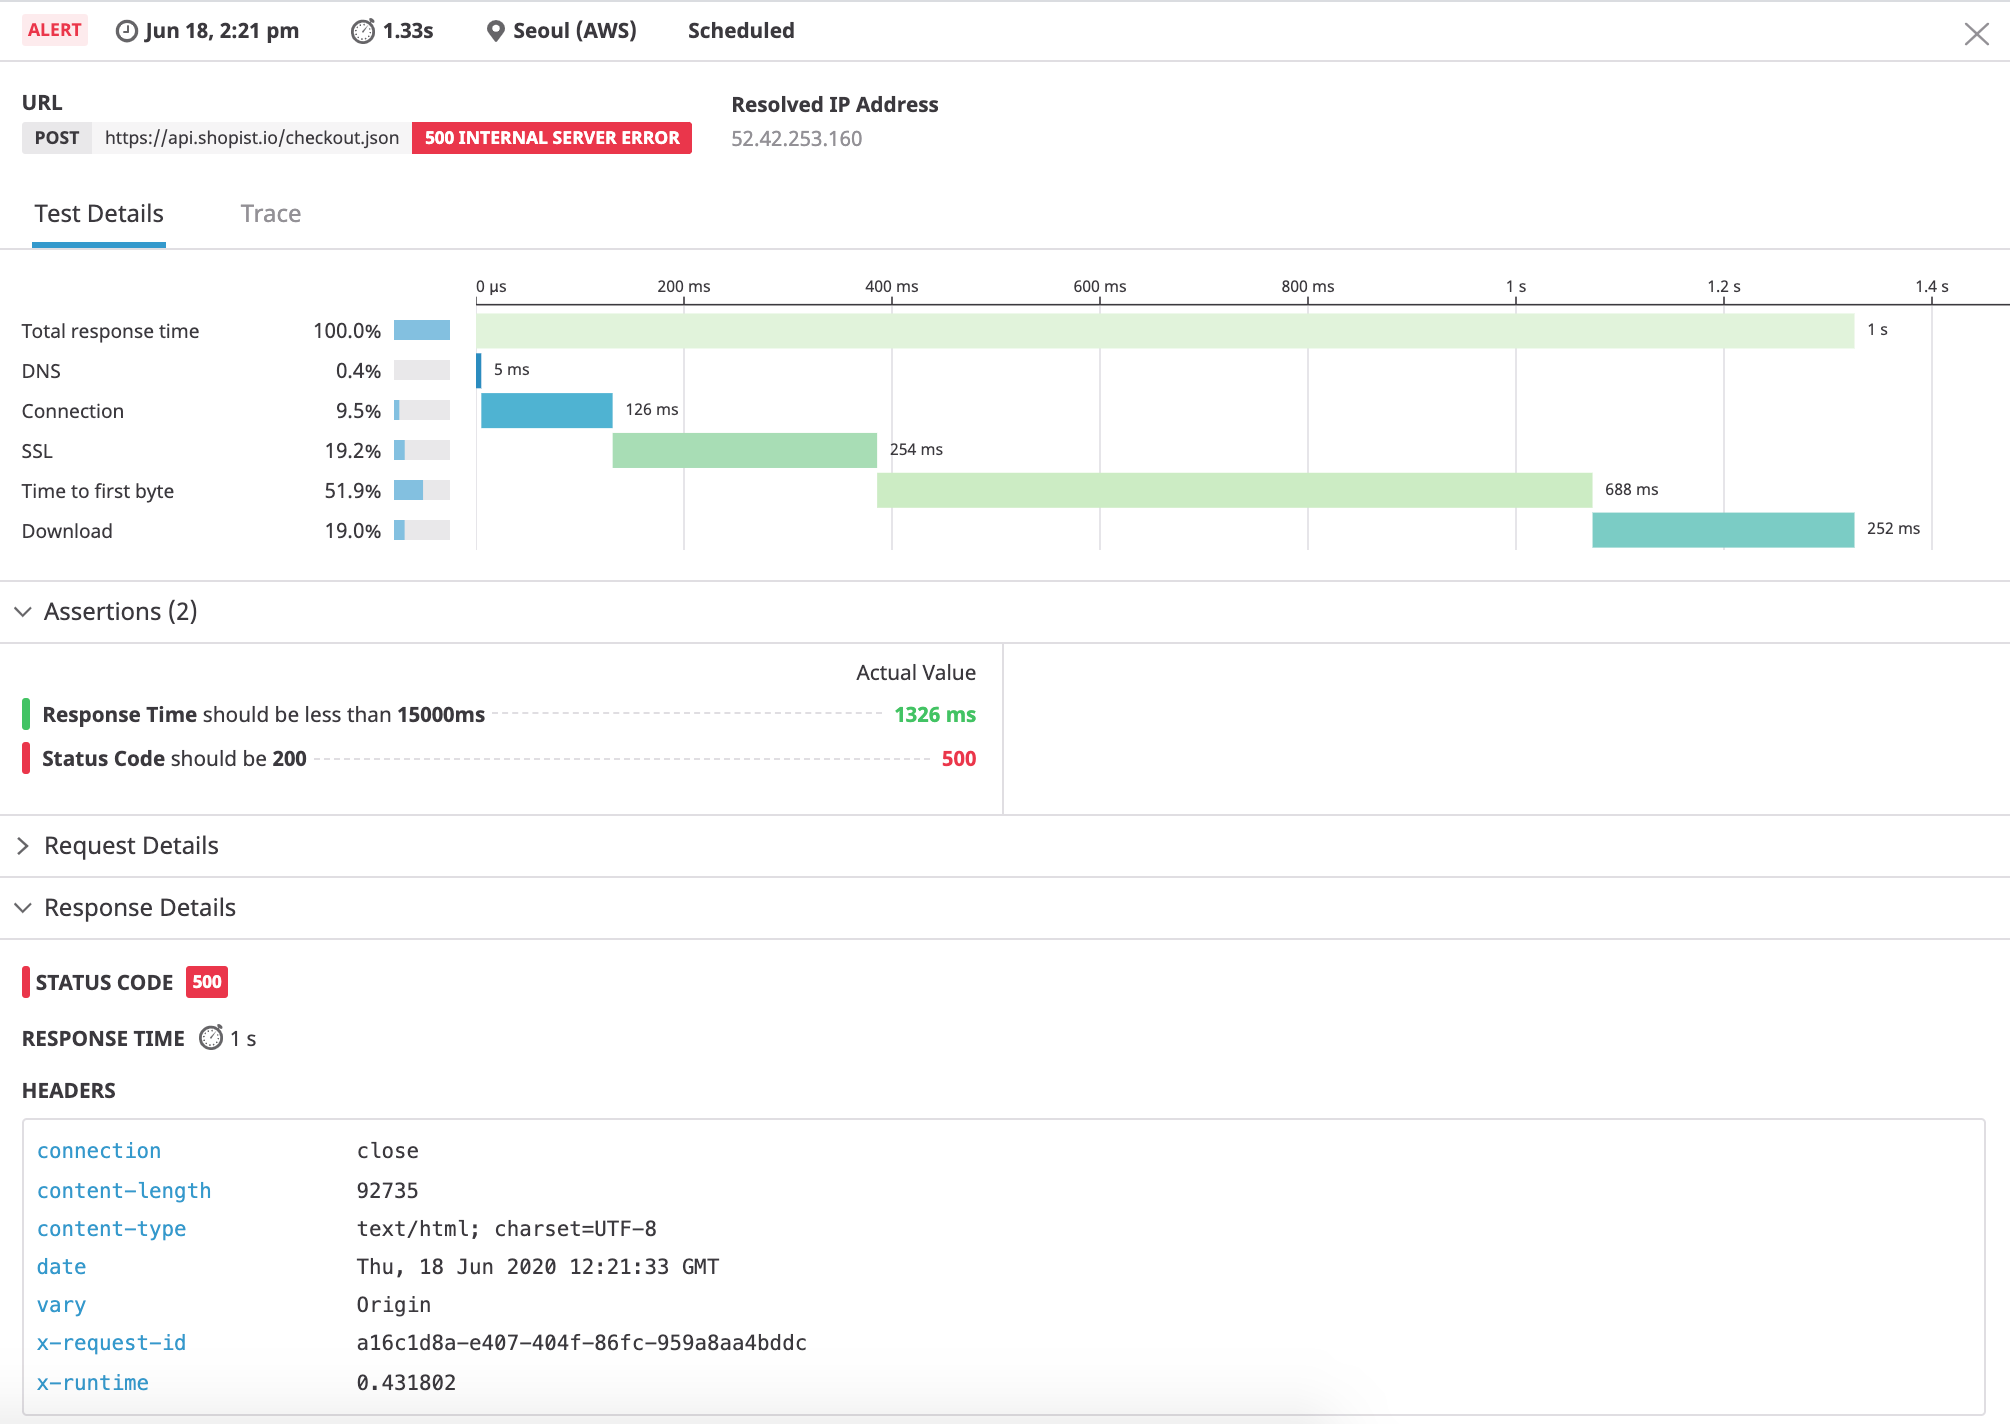 ALERT Jun 18, 2:21 pm 1.33s Seoul (AWS) Scheduled
URL
POST https://api.shopist.io/checkout.json 500 INTERNAL SERVER ERROR
Resolved IP Address
52.42.253.160
Test Details Trace
0 µs 200 ms 400 ms 600 ms 800 ms 1 s 1.2 s 1.4 s
Total response time 100.0% 1 s
DNS 0.4% 5 ms
Connection 9.5% 126 ms
SSL 19.2% 254 ms
Time to first byte 51.9% 688 ms
Download 19.0% 252 ms
Assertions (2)
Actual Value
Response Time should be less than 15000ms 1326 ms
Status Code should be 200 500
Request Details
Response Details
STATUS CODE 500
RESPONSE TIME 1 s
HEADERS
connection close
content-length 92735
content-type text/html; charset=UTF-8
date Thu, 18 Jun 2020 12:21:33 GMT
vary Origin
x-request-id a16c1d8a-e407-404f-86fc-959a8aa4bddc
x-runtime 0.431802